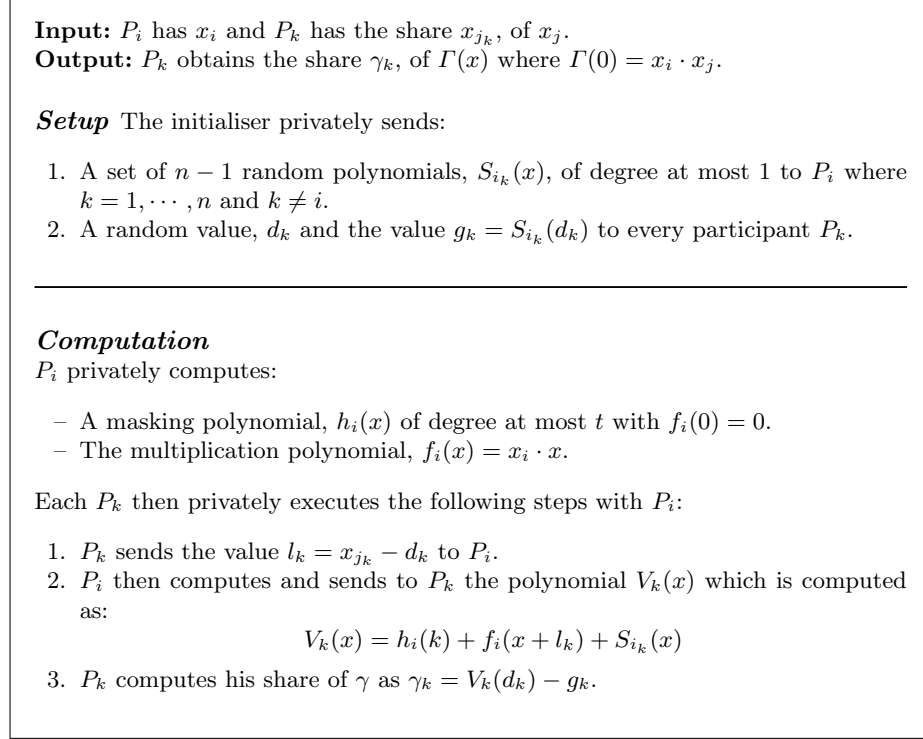 Input: P_i has x_i and P_k has the share x_{j_k}, of x_j.
Output: P_k obtains the share γ_k, of Γ(x) where Γ(0) = x_i · x_j.
Setup The initialiser privately sends:
1. A set of n − 1 random polynomials, S_{i_k}(x), of degree at most 1 to P_i where
k = 1, · · · , n and k ≠ i.
2. A random value, d_k and the value g_k = S_{i_k}(d_k) to every participant P_k.
Computation
P_i privately computes:
– A masking polynomial, h_i(x) of degree at most t with f_i(0) = 0.
– The multiplication polynomial, f_i(x) = x_i · x.
Each P_k then privately executes the following steps with P_i:
1. P_k sends the value l_k = x_{j_k} − d_k to P_i.
2. P_i then computes and sends to P_k the polynomial V_k(x) which is computed
as:
V_k(x) = h_i(k) + f_i(x + l_k) + S_{i_k}(x)
3. P_k computes his share of γ as γ_k = V_k(d_k) − g_k.